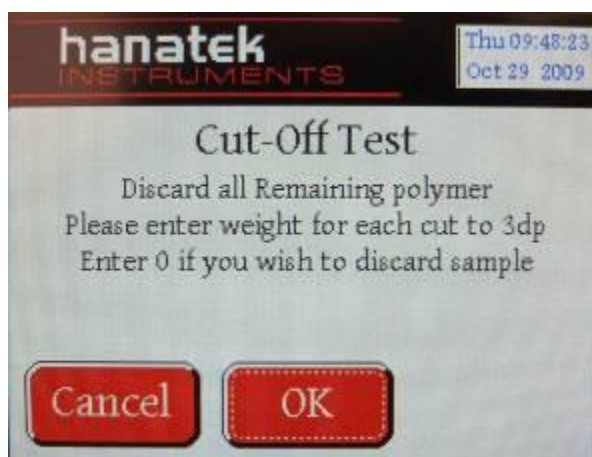 hanatek
INSTRUMENTS
Thu 09:48:23
Oct 29 2009
Cut-Off Test
Discard all Remaining polymer
Please enter weight for each cut to 3dp
Enter 0 if you wish to discard sample
Cancel
OK